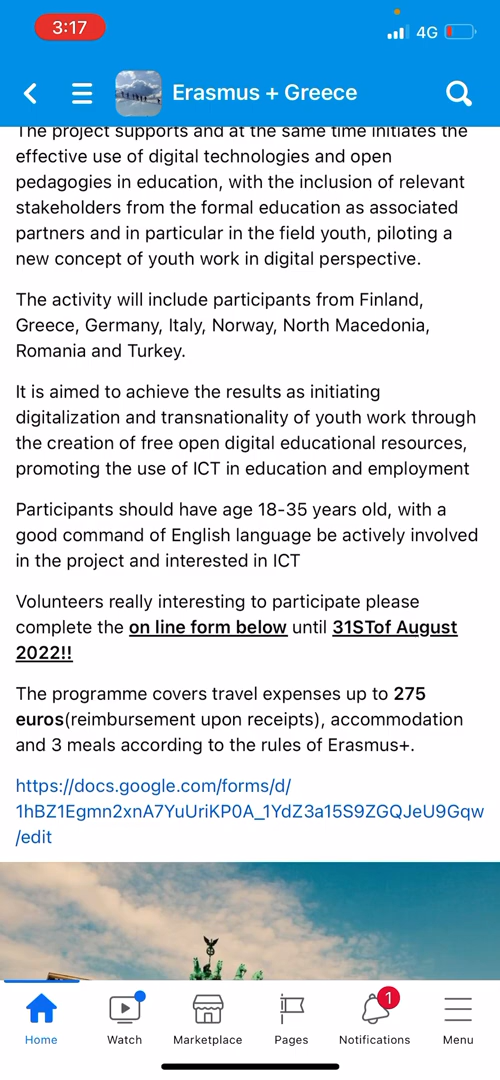 3:17
4G
Erasmus + Greece
The project supports and at the same time initiates the
effective use of digital technologies and open
pedagogies in education, with the inclusion of relevant
stakeholders from the formal education as associated
partners and in particular in the field youth, piloting a
new concept of youth work in digital perspective.
The activity will include participants from Finland,
Greece, Germany, Italy, Norway, North Macedonia,
Romania and Turkey.
It is aimed to achieve the results as initiating
digitalization and transnationality of youth work through
the creation of free open digital educational resources,
promoting the use of ICT in education and employment
Participants should have age 18-35 years old, with a
good command of English language be actively involved
in the project and interested in ICT
Volunteers really interesting to participate please
complete the on line form below until 31STof August
2022!!
The programme covers travel expenses up to 275
euros(reimbursement upon receipts), accommodation
and 3 meals according to the rules of Erasmus+.
https://docs.google.com/forms/d/
1hBZ1Egmn2xnA7YuUriKP0A_1YdZ3a15S9ZGQJeU9Gqw
/edit
1
Home
Watch
Marketplace
Pages
Notifications
Menu